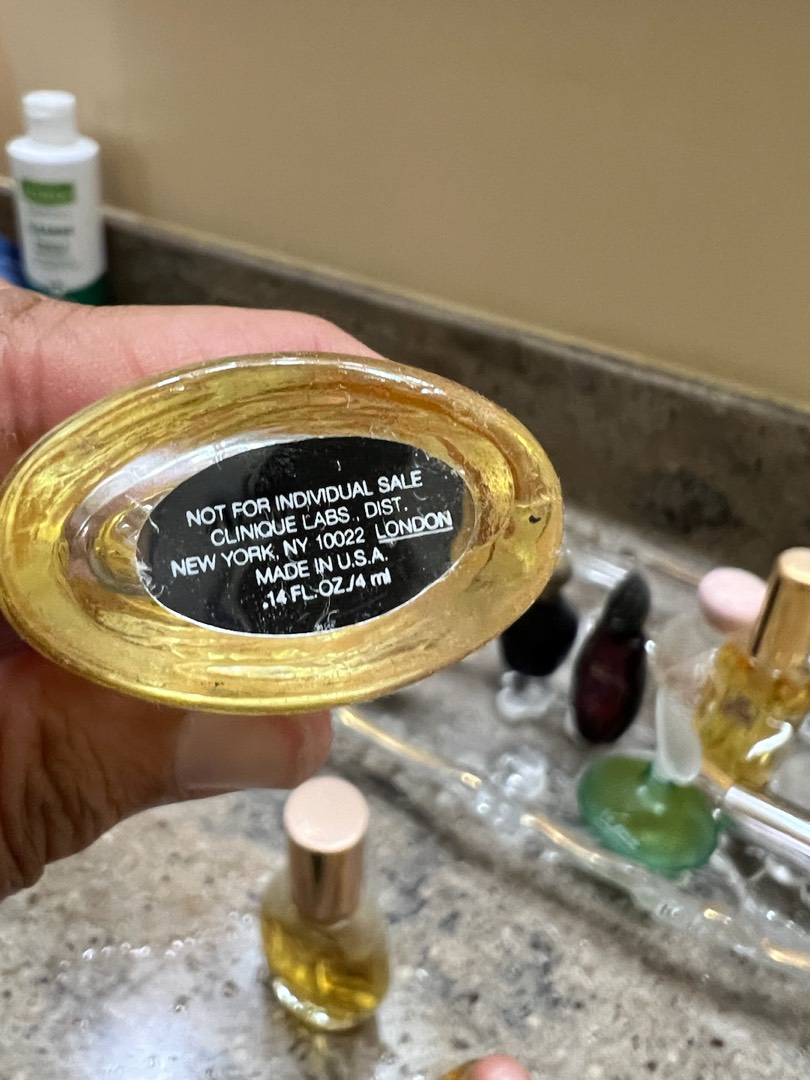 NOT FOR INDIVIDUAL SALE
CLINIQUE LABS., DIST.
NEW YORK, NY 10022 LONDON
MADE IN U.S.A.
.14 FL.OZ./4 ml